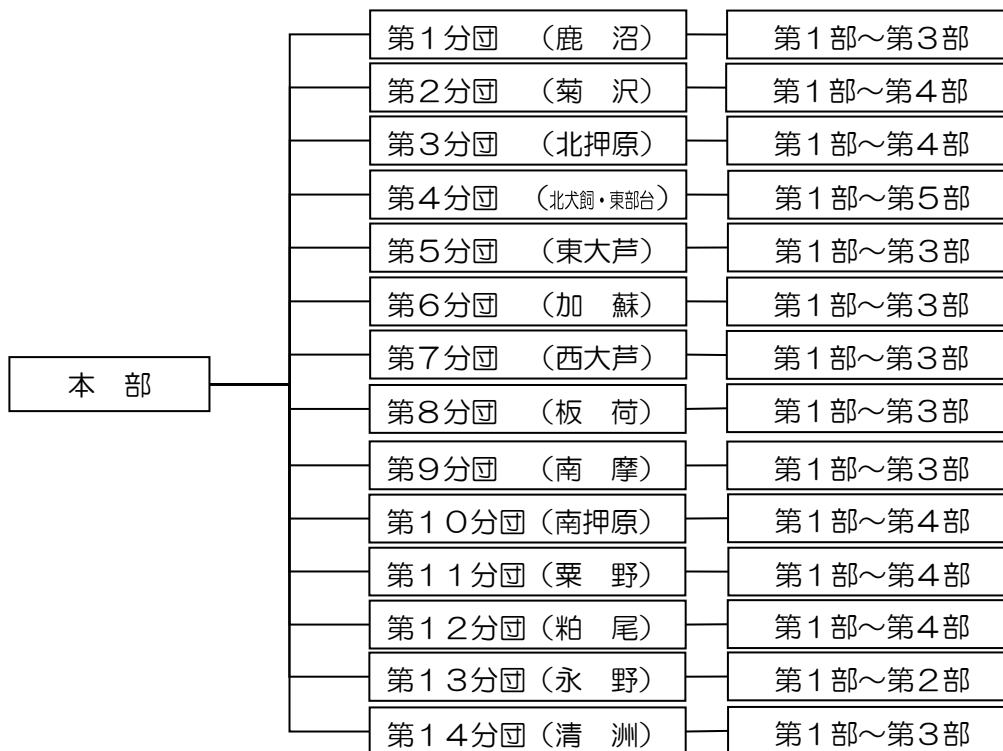 第１分団　（鹿　沼）　第１部～第３部
第２分団　（菊　沢）　第１部～第４部
第３分団　（北押原）　第１部～第４部
第４分団　（北犬飼・東部台）　第１部～第５部
第５分団　（東大芦）　第１部～第３部
第６分団　（加　蘇）　第１部～第３部
第７分団　（西大芦）　第１部～第３部
本　部
第８分団　（板　荷）　第１部～第３部
第９分団　（南　摩）　第１部～第３部
第１０分団（南押原）　第１部～第４部
第１１分団（粟　野）　第１部～第４部
第１２分団（粕　尾）　第１部～第４部
第１３分団（永　野）　第１部～第２部
第１４分団（清　洲）　第１部～第３部